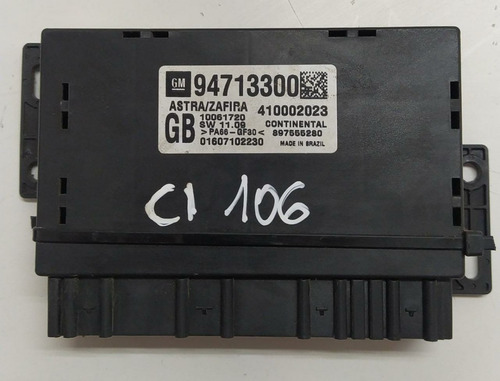 GM 94713300
ASTRA/ZAFIRA 410002023
GB 10061720
SW 11.09 CONTINENTAL
>PA66-GF30< 897555280
01607102230 MADE IN BRAZIL
CI 106